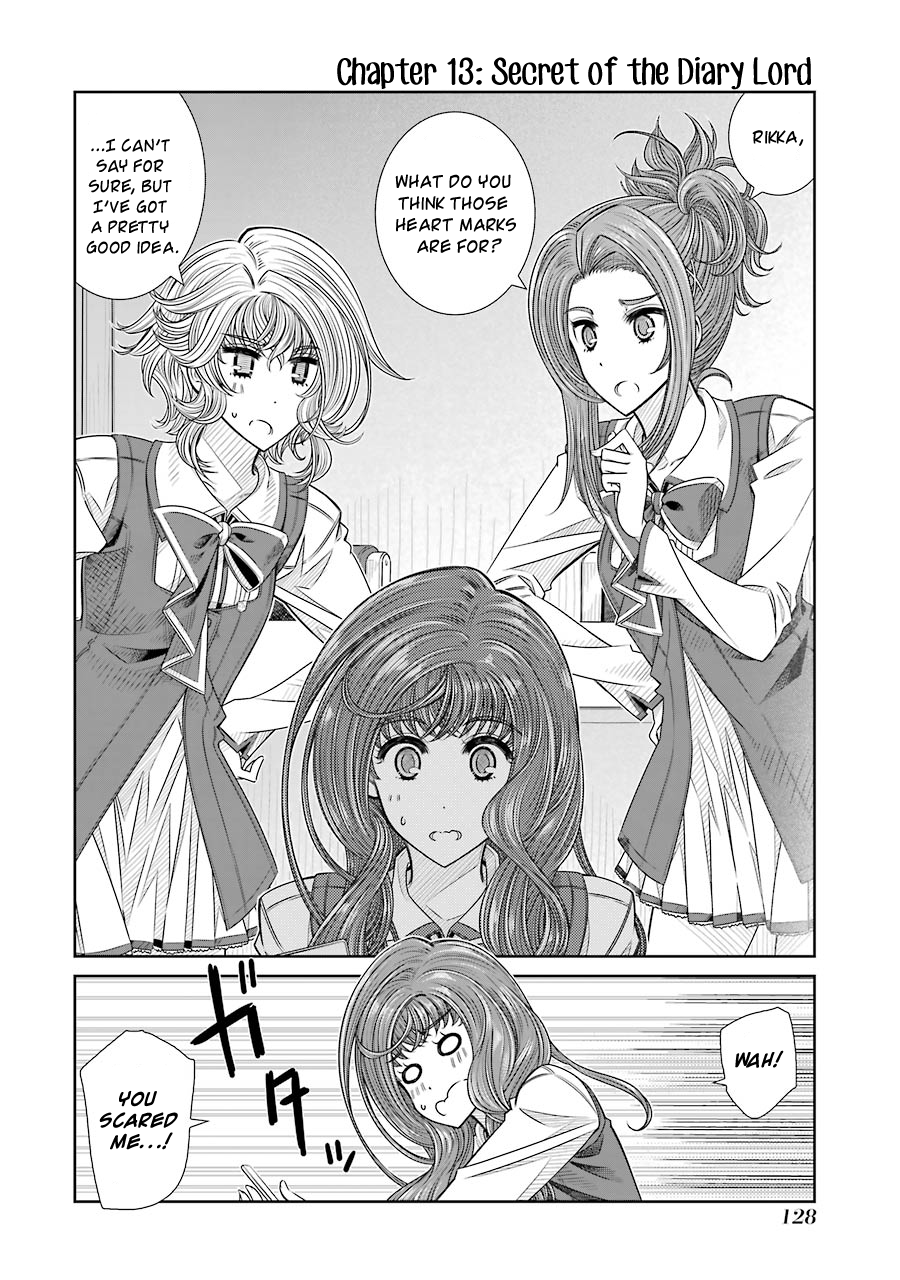 Chapter 13: Secret of the Diary Lord
RIKKA,
WHAT DO YOU
THINK THOSE
HEART MARKS
ARE FOR?
...I CAN'T
SAY FOR
SURE, BUT
I'VE GOT
A PRETTY
GOOD IDEA.
WAH!
ガタッ
YOU
SCARED
ME...!
128